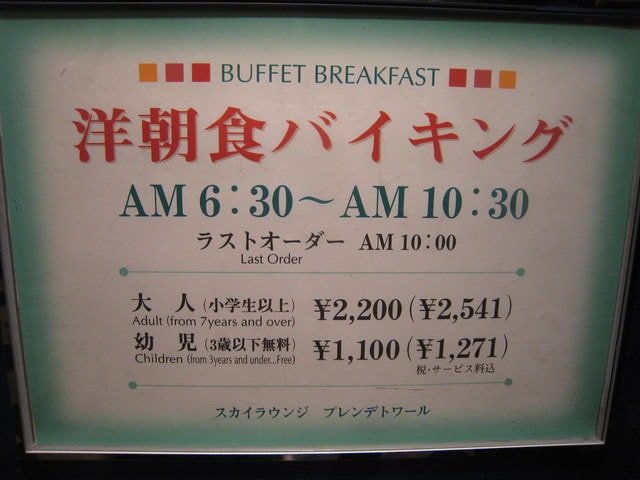 BUFFET BREAKFAST
洋朝食バイキング
AM 6:30〜AM 10:30
ラストオーダー AM 10:00
Last Order
大 人 (小学生以上) ¥2,200 (¥2,541)
Adult (from 7years and over)
幼 児 (3歳以下無料) ¥1,100 (¥1,271)
Children (from 3years and under...Free)
税・サービス料込
スカイラウンジ ブレンデトワール